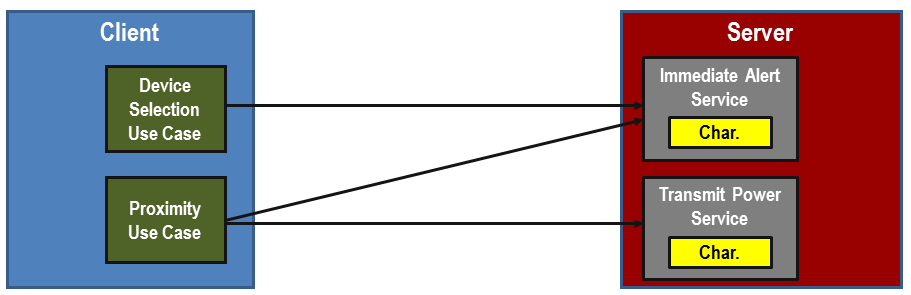 Client
Device
Selection
Use Case
Proximity
Use Case
Server
Immediate Alert
Service
Char.
Transmit Power
Service
Char.